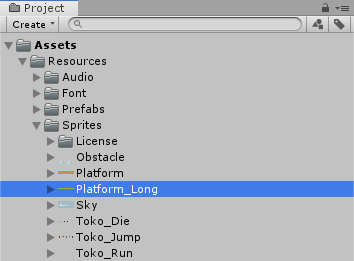 Project
Create
Assets
Resources
Audio
Font
Prefabs
Sprites
License
Obstacle
Platform
Platform_Long
Sky
Toko_Die
Toko_Jump
Toko_Run